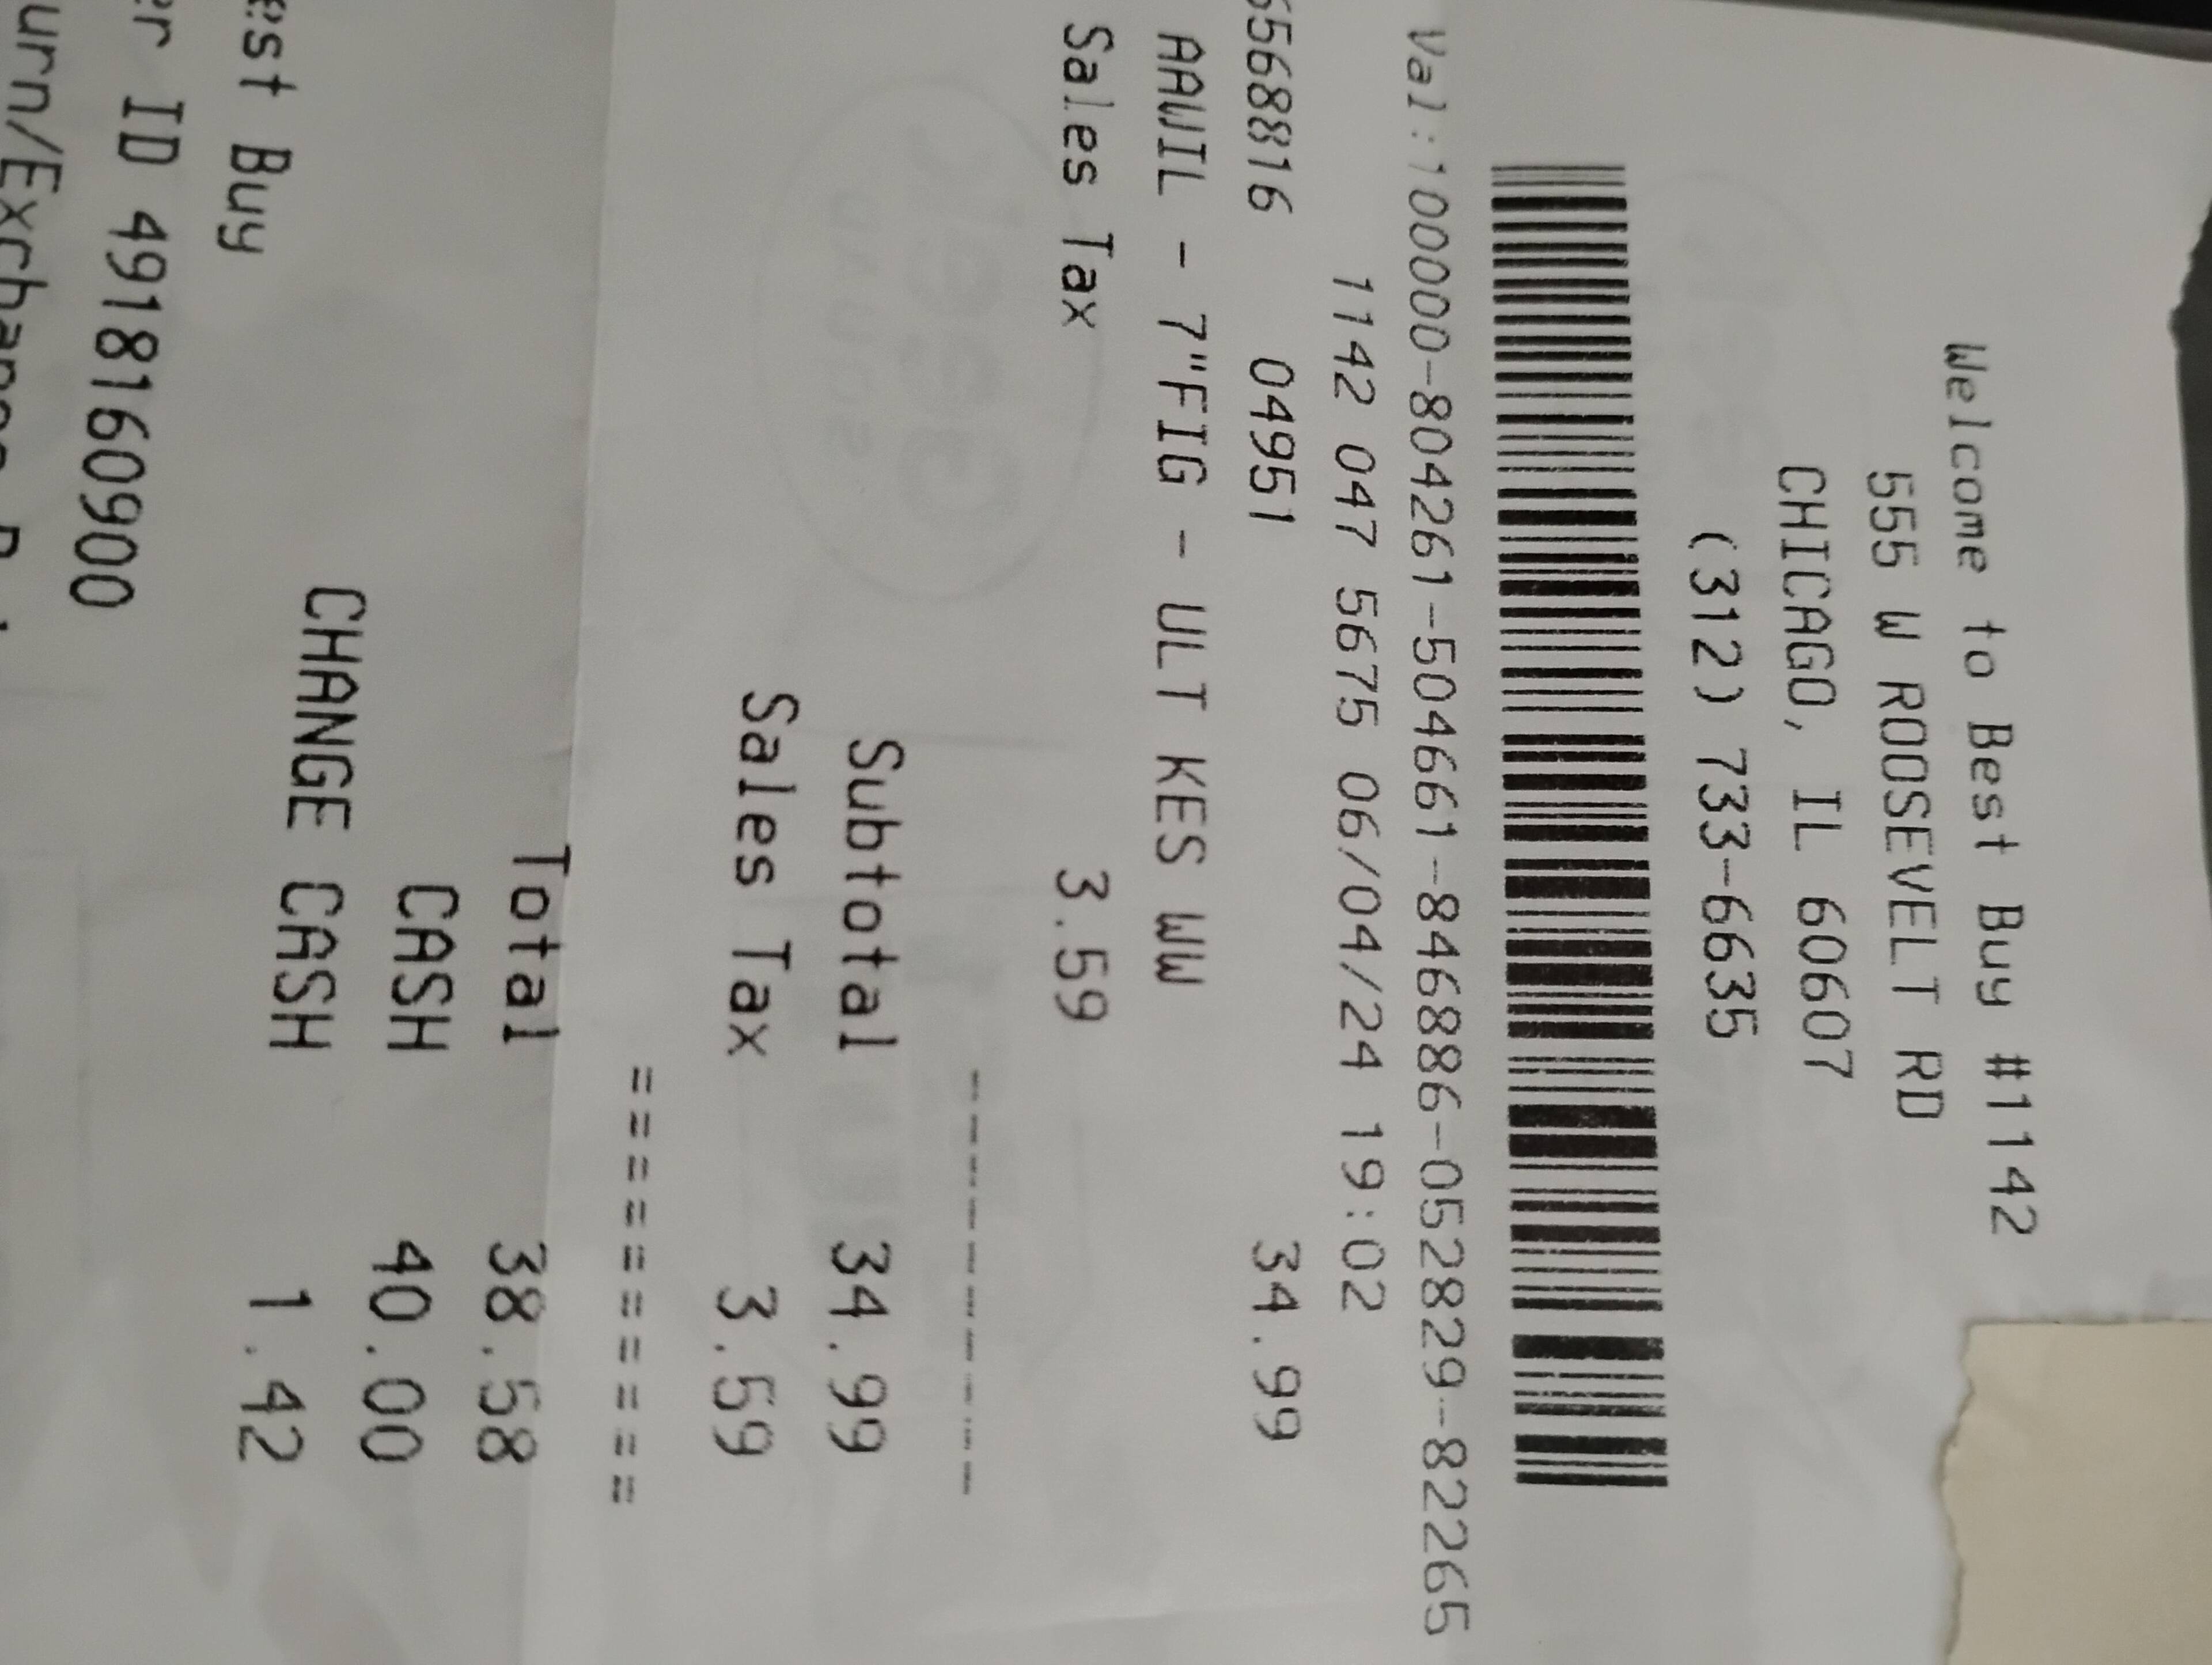 Welcome to Best Buy #1142
555 W ROOSEVELT RD
CHICAGO, IL 60607
(312) 733-6635
Val:100000-804261-504661-846886-052829-822265
1142 047 5675 06/04/24 19:02
5568816 04951 34.99
AAWIL - 7"FIG - ULT KES WW
Sales Tax 3.59
----------
Subtotal 34.99
Sales Tax 3.59
==========
Total 38.58
CASH 40.00
CHANGE CASH 1.42
est Buy
er ID 4918160900
urn/Exchange